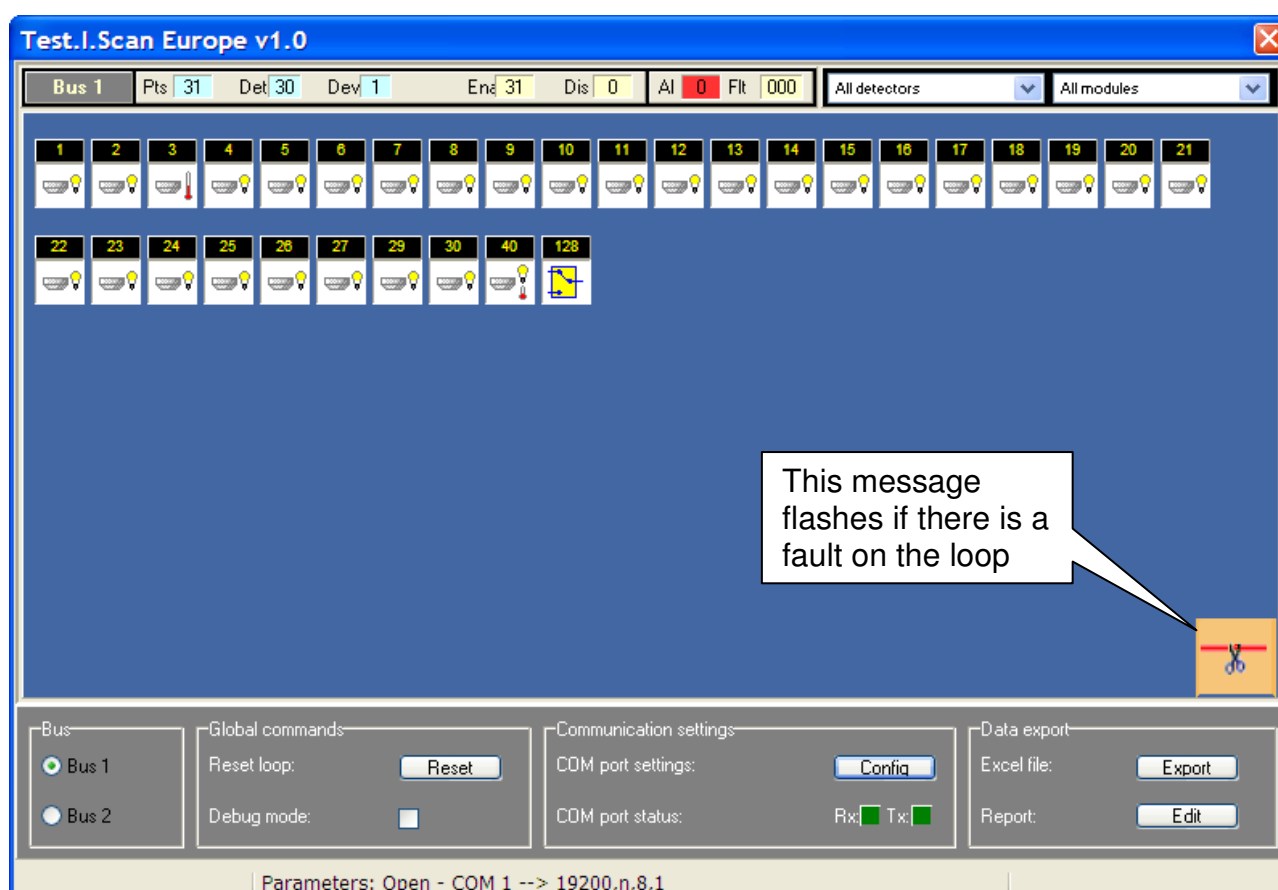 Test.I.Scan Europe v1.0
Bus 1 Pts 31 Det 30 Dev 1 Ena 31 Dis 0 Al 0 Flt 000 All detectors All modules
1 2 3 4 5 6 7 8 9 10 11 12 13 14 15 16 17 18 19 20 21
22 23 24 25 26 27 29 30 40 128
This message
flashes if there is a
fault on the loop
Bus Global commands Communication settings Data export
Bus 1 Reset loop: Reset COM port settings: Config Excel file: Export
Bus 2 Debug mode: COM port status: Rx: Tx: Report: Edit
Parameters: Open - COM 1 --> 19200,n,8,1